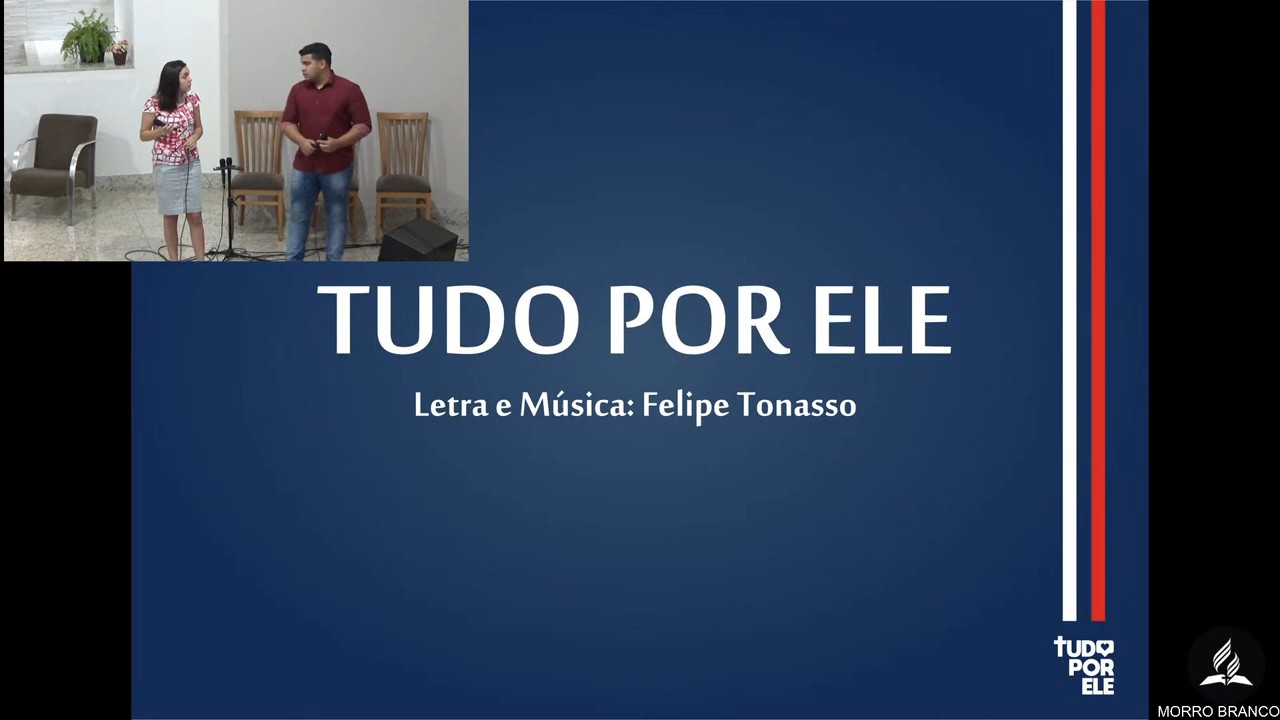 TUDO POR ELE
Letra e Música: Felipe Tonasso
TUDO
POR
ELE
MORRO BRANCO